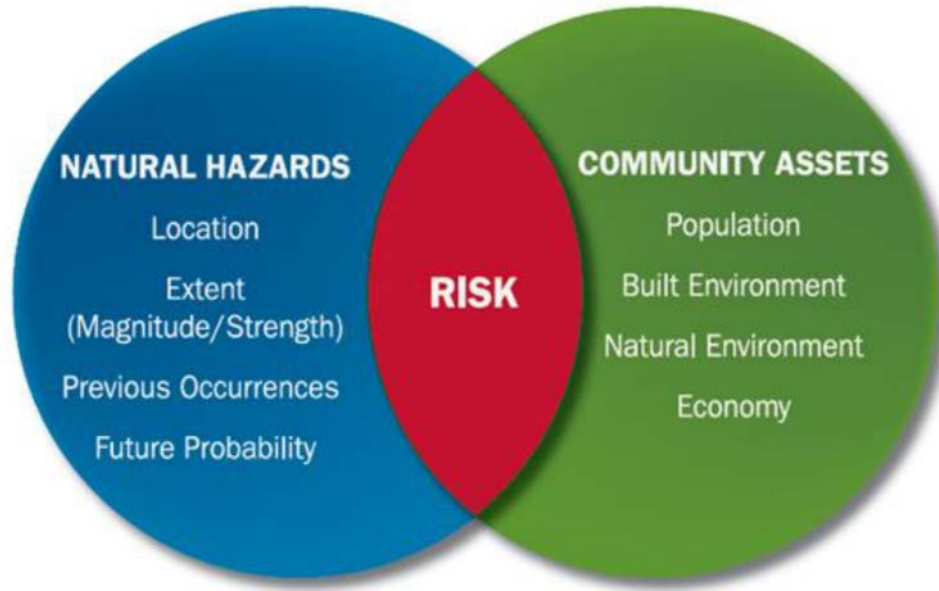 NATURAL HAZARDS
Location
Extent
(Magnitude/Strength)
Previous Occurrences
Future Probability
RISK
COMMUNITY ASSETS
Population
Built Environment
Natural Environment
Economy